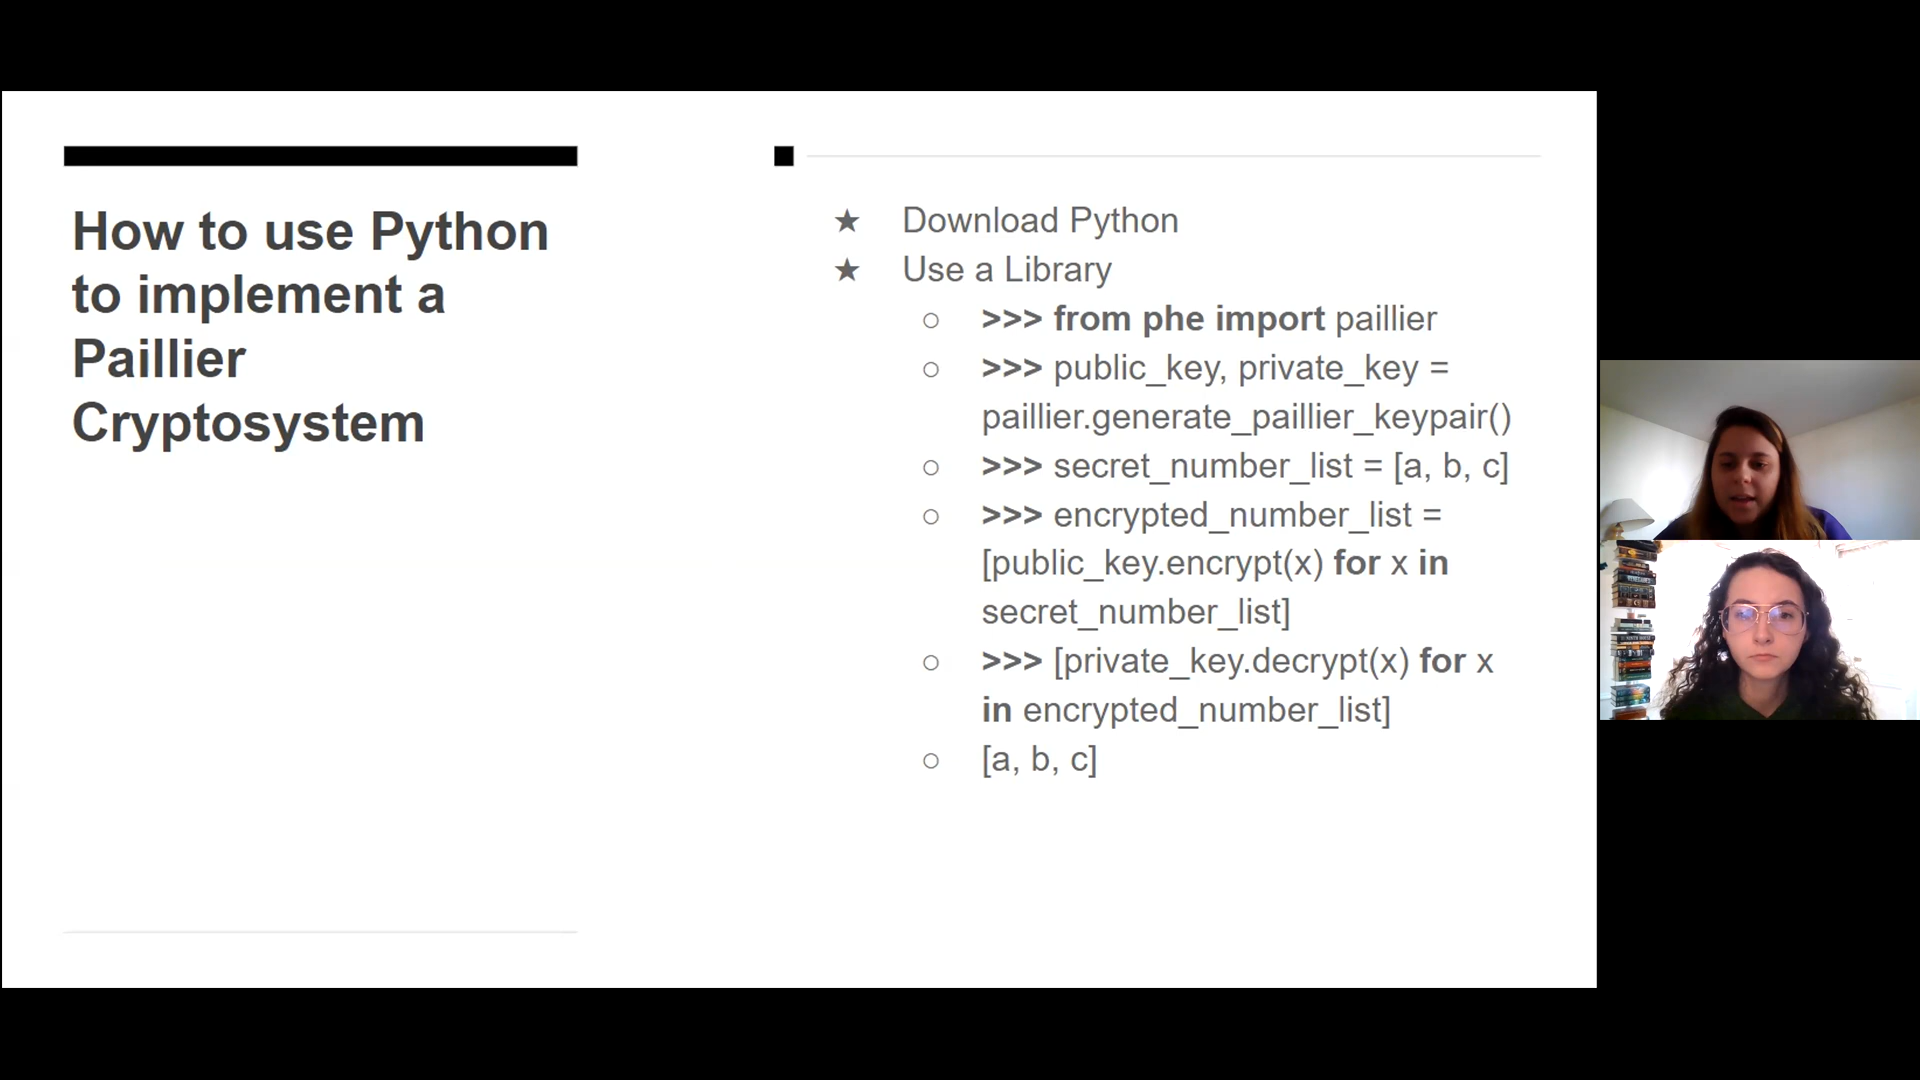 How to use Python
to implement a
Paillier
Cryptosystem
★ Download Python
★ Use a Library
○ >>> from phe import paillier
○ >>> public_key, private_key =
paillier.generate_paillier_keypair()
○ >>> secret_number_list = [a, b, c]
○ >>> encrypted_number_list =
[public_key.encrypt(x) for x in
secret_number_list]
○ >>> [private_key.decrypt(x) for x
in encrypted_number_list]
○ [a, b, c]